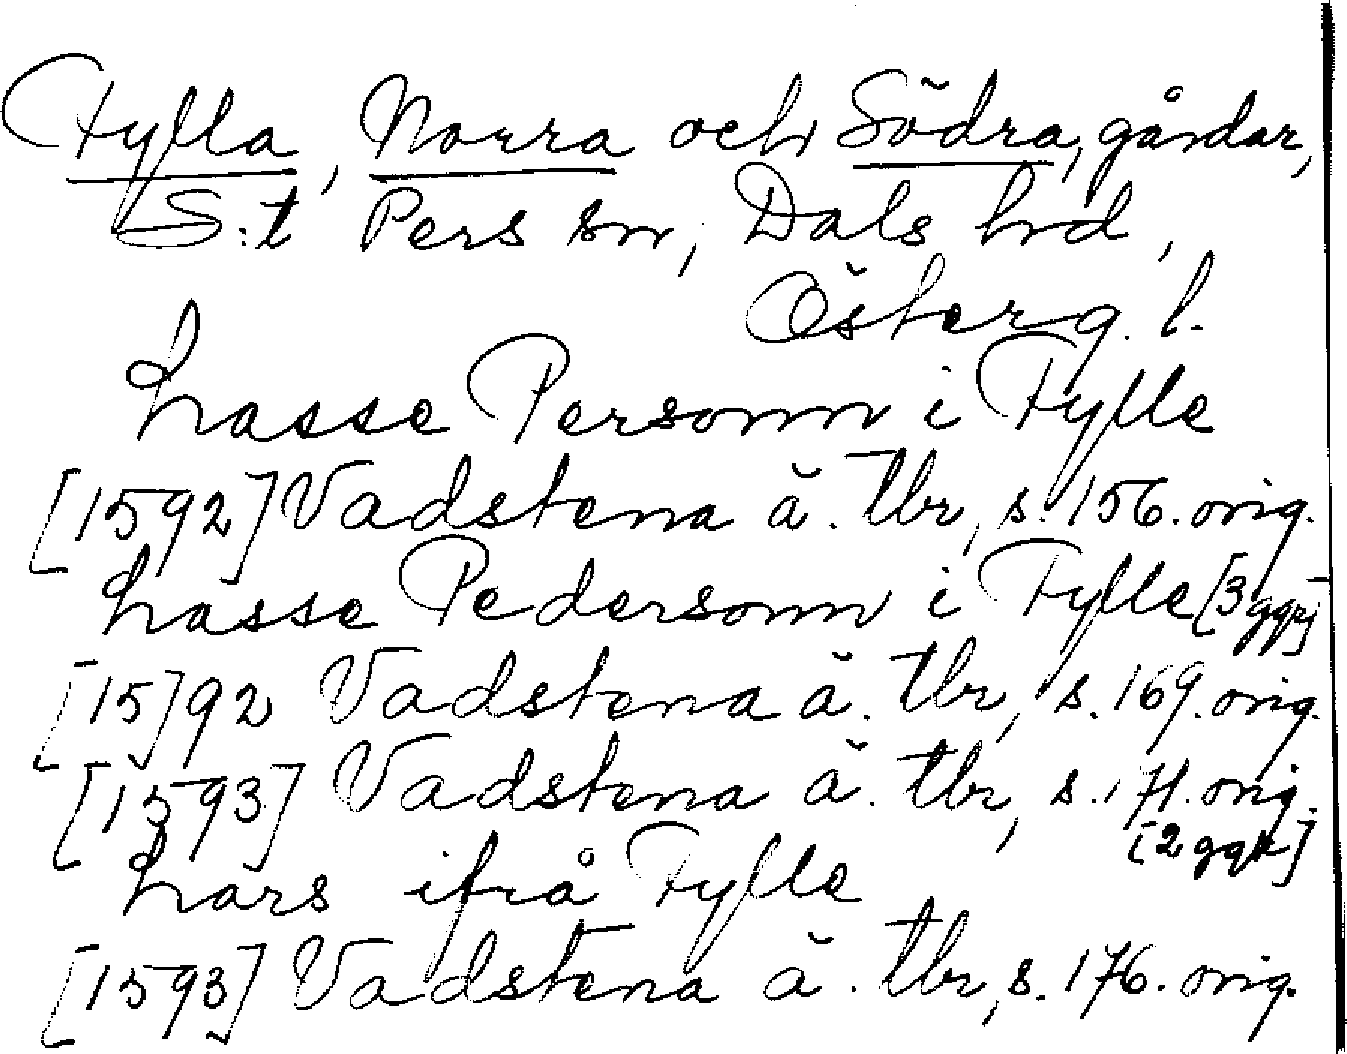 Fylla, Norra och Södra, gårdar,
S:t Pers sn, Dals hd,
Österg. l.
Lasse Personn i Fylle
[1592] Vadstena ä. tbr, s. 156. orig.
Lasse Pedersonn i Fylle [3 ggr]
[15]92 Vadstena ä. tbr, s. 169. orig.
[1593] Vadstena ä. tbr, s. 171. orig.
[2 ggr]
Lars ifrå Fylle
[1593] Vadstena ä. tbr, s. 176. orig.